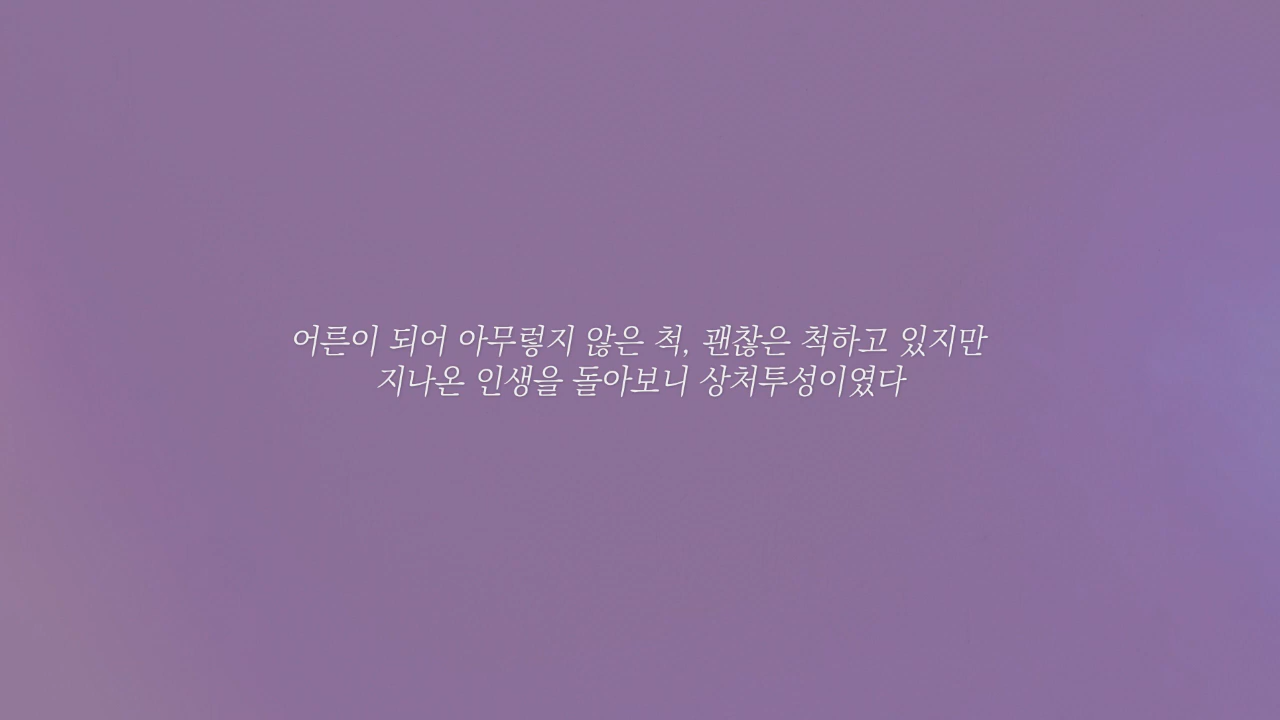 어른이 되어 아무렇지 않은 척, 괜찮은 척하고 있지만
지나온 인생을 돌아보니 상처투성이였다